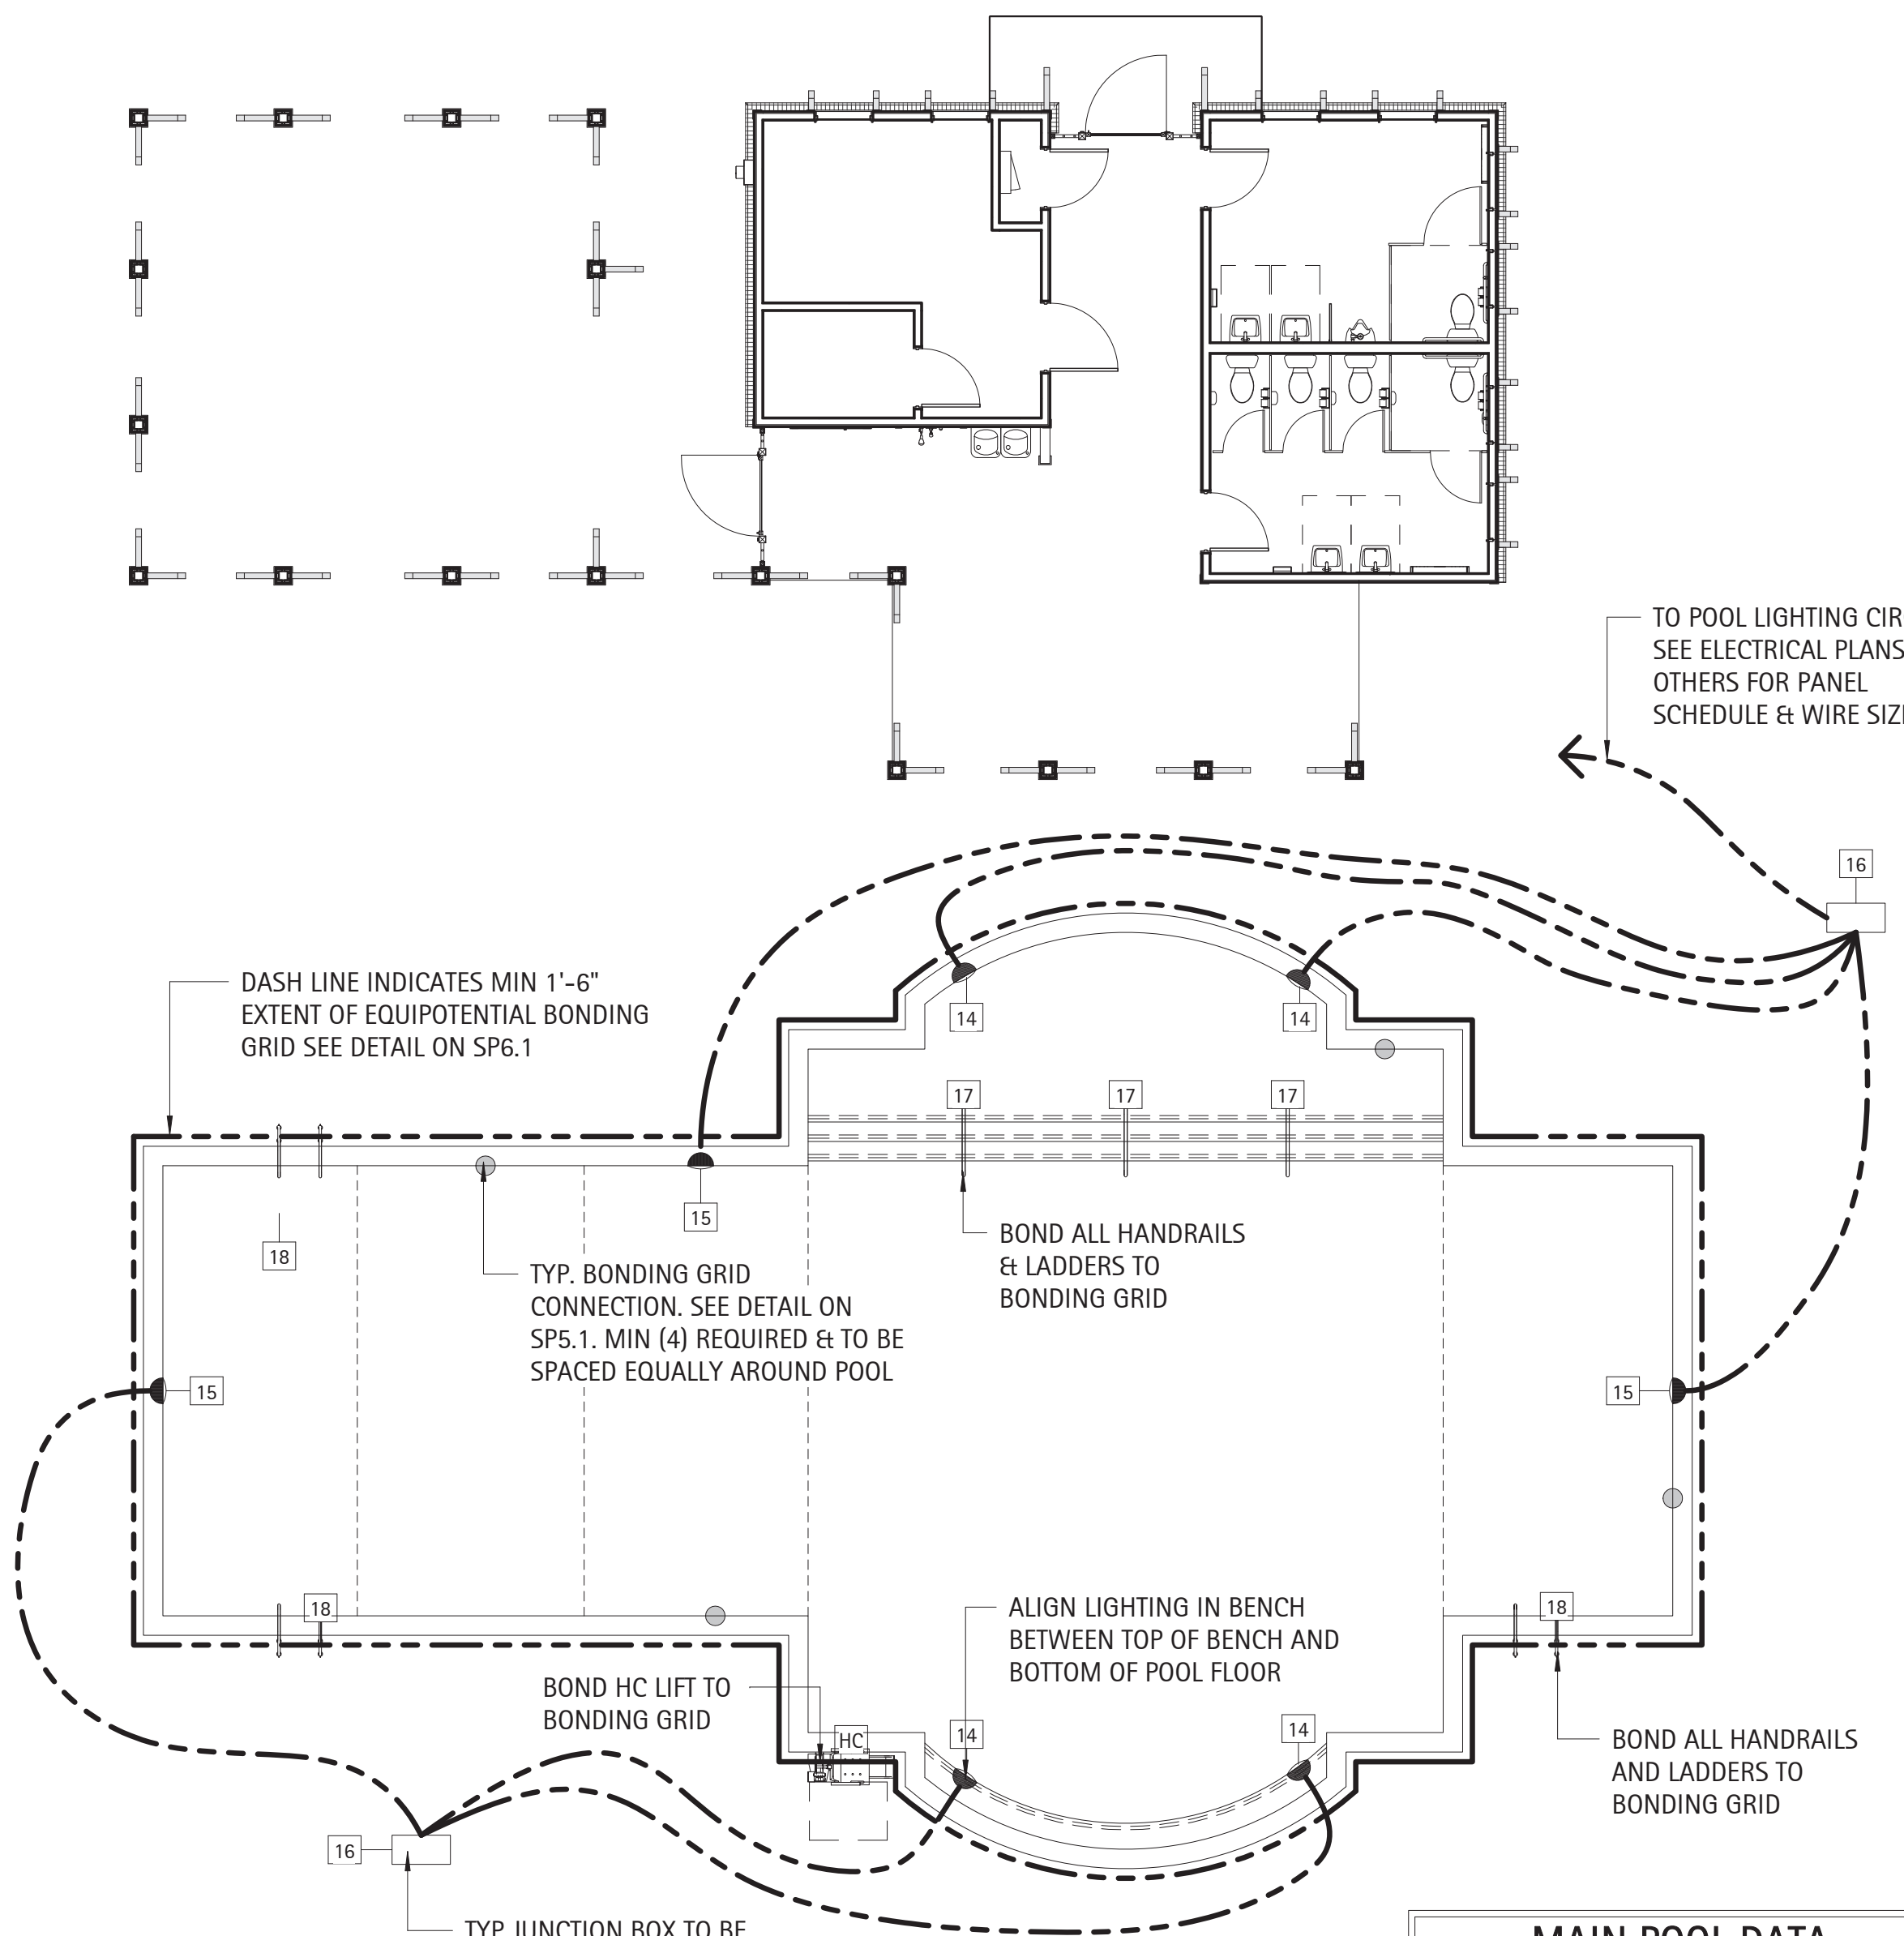 TO POOL LIGHTING CIR
SEE ELECTRICAL PLANS
OTHERS FOR PANEL
SCHEDULE & WIRE SIZ
16
DASH LINE INDICATES MIN 1'-6"
EXTENT OF EQUIPOTENTIAL BONDING
GRID SEE DETAIL ON SP6.1
14
14
17
17
17
15
18
BOND ALL HANDRAILS
& LADDERS TO
BONDING GRID
TYP. BONDING GRID
CONNECTION. SEE DETAIL ON
SP5.1. MIN (4) REQUIRED & TO BE
SPACED EQUALLY AROUND POOL
15
15
18
18
ALIGN LIGHTING IN BENCH
BETWEEN TOP OF BENCH AND
BOTTOM OF POOL FLOOR
BOND HC LIFT TO
BONDING GRID
HC
14
14
BOND ALL HANDRAILS
AND LADDERS TO
BONDING GRID
16
TYP JUNCTION BOX TO BE
MAIN POOL DATA